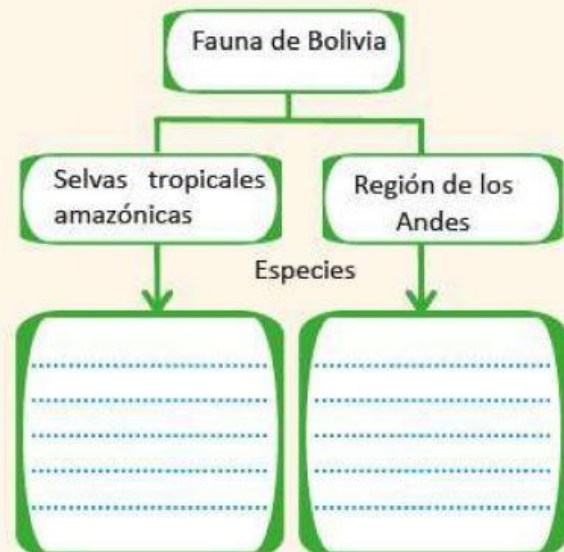 Fauna de Bolivia
Selvas tropicales
amazónicas
Región de los
Andes
Especies